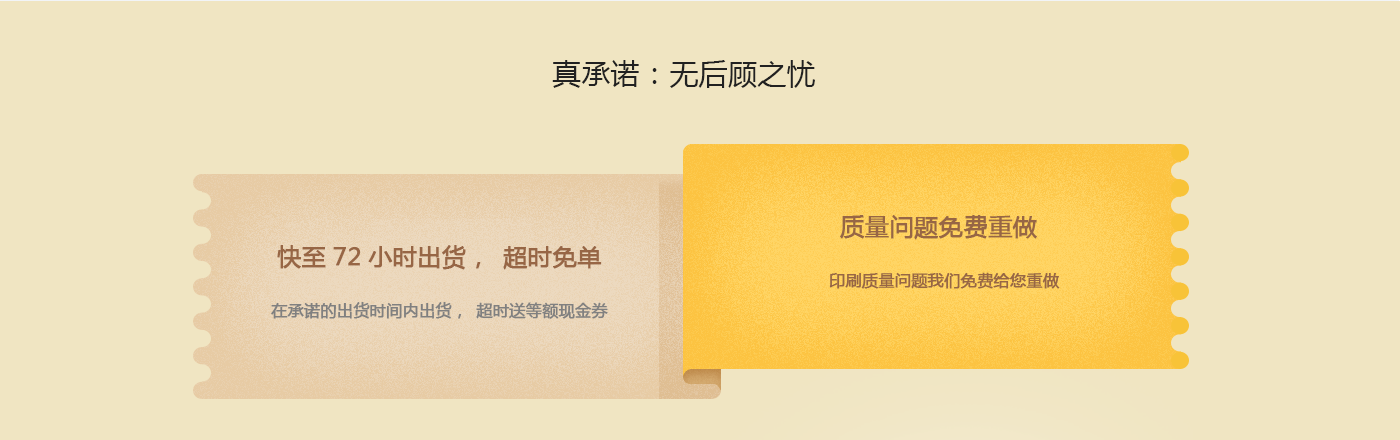 真承诺：无后顾之忧
快至 72 小时出货， 超时免单
在承诺的出货时间内出货， 超时送等额现金券
质量问题免费重做
印刷质量问题我们免费给您重做